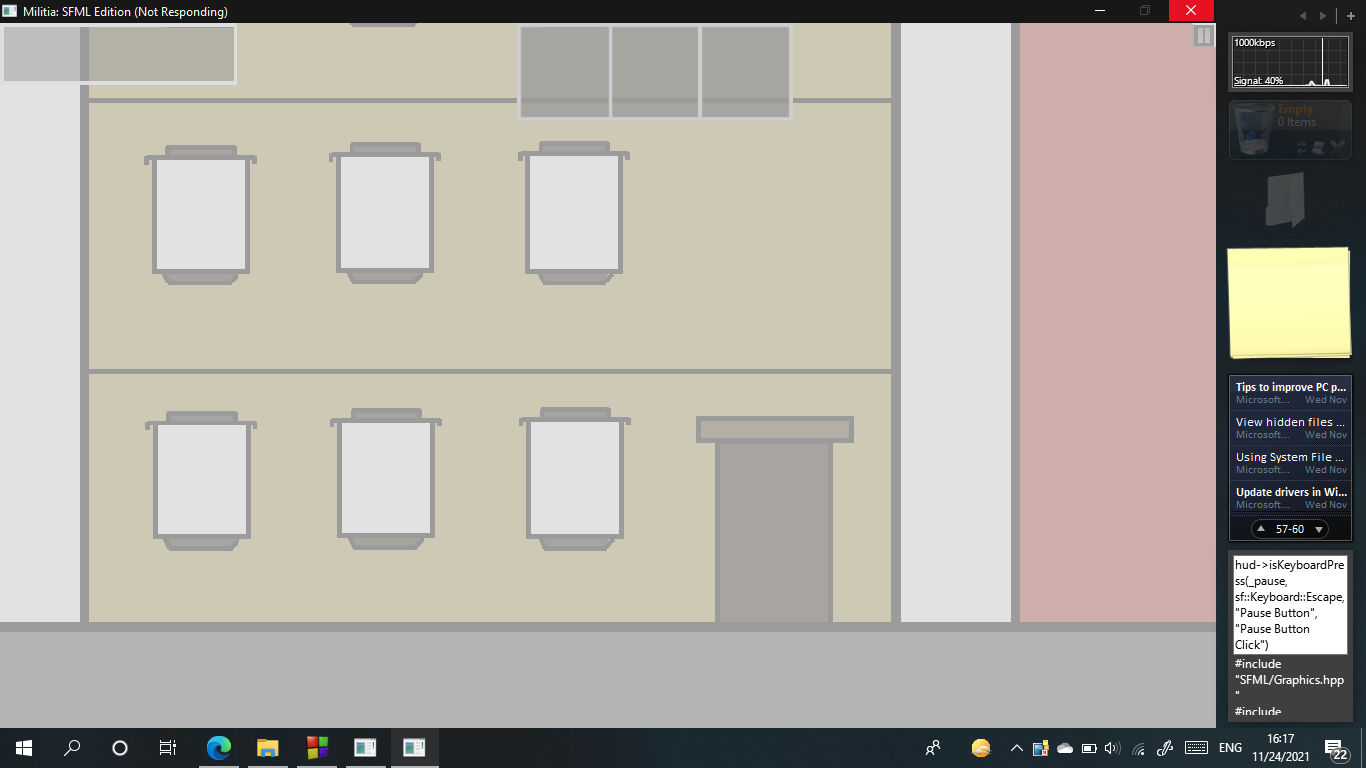 Militia: SFML Edition (Not Responding)
1000kbps
Signal: 40%
Empty
0 Items
Tips to improve PC p...
Microsoft... Wed Nov
View hidden files ...
Microsoft... Wed Nov
Using System File ...
Microsoft... Wed Nov
Update drivers in Wi...
Microsoft... Wed Nov
57-60
hud->isKeyboardPre
ss(_pause,
sf::Keyboard::Escape,
"Pause Button",
"Pause Button
Click")
#include
"SFML/Graphics.hpp
"
#include
ENG
16:17
11/24/2021
22